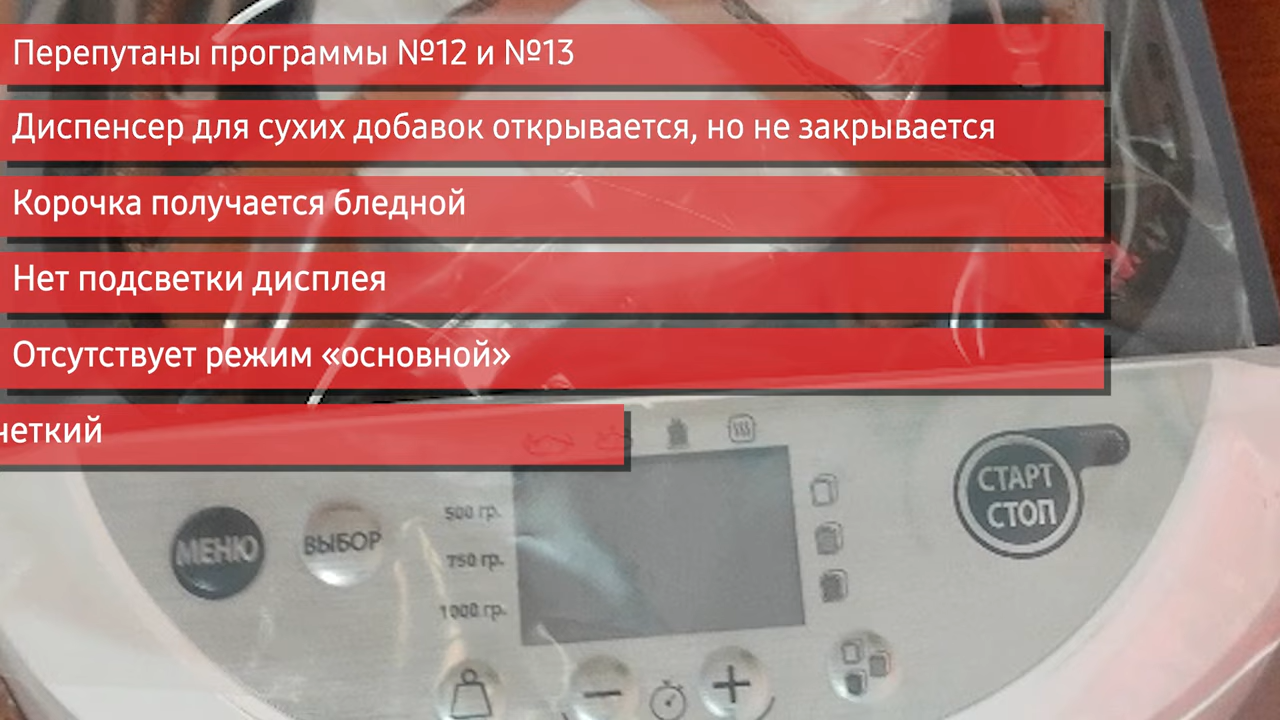 Перепутаны программы №12 и №13
Диспенсер для сухих добавок открывается, но не закрывается
Корочка получается бледной
Нет подсветки дисплея
Отсутствует режим «основной»
четкий
СТАРТ
СТОП
МЕНЮ
ВЫБОР
500 гр.
750 гр.
1000 гр.
− +